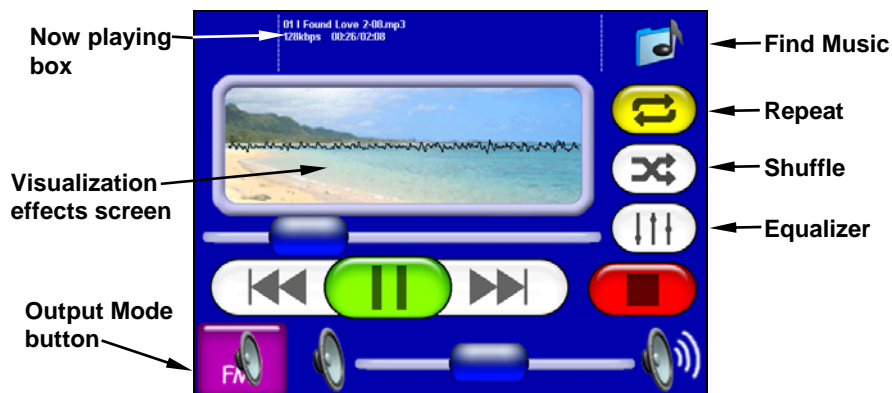 Now playing
box
01 I Found Love 2-08.mp3
128kbps 00:26/02:08
Find Music
Repeat
Shuffle
Visualization
effects screen
Equalizer
Output Mode
button
FM